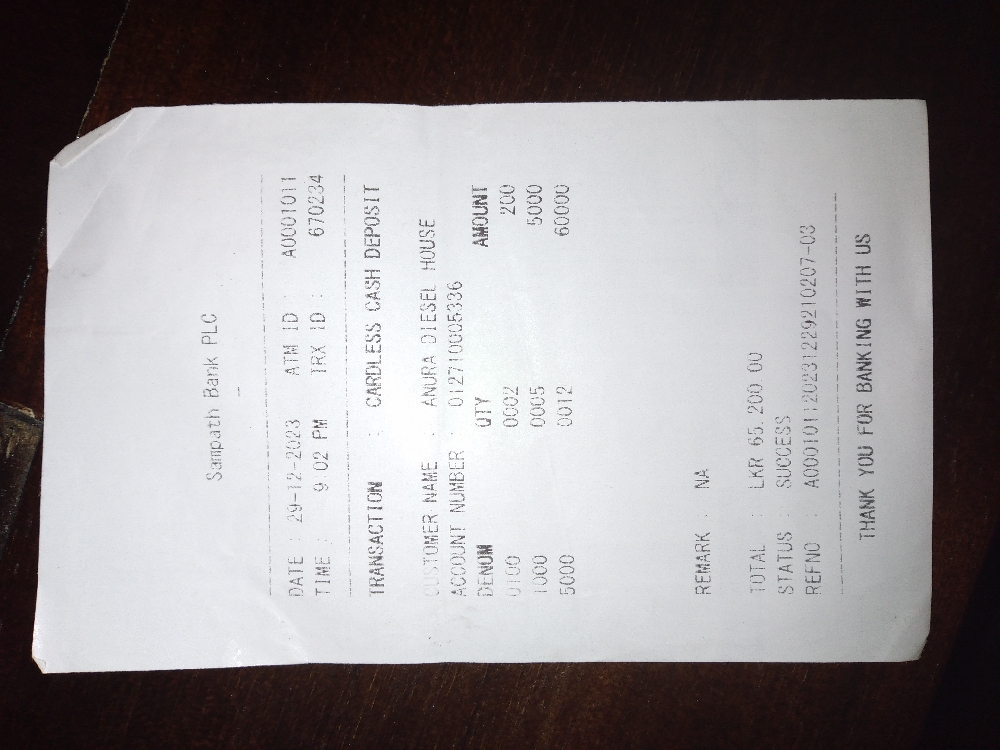 Sampath Bank PLC
DATE : 29-12-2023 ATM ID : A0001011
TIME : 9 02 PM TRX ID : 670234
TRANSACTION : CARDLESS CASH DEPOSIT
CUSTOMER NAME : ANURA DIESEL HOUSE
ACCOUNT NUMBER : 012710005336
DENOM QTY AMOUNT
0100 0002 200
1000 0005 5000
5000 0012 60000
REMARK : NA
TOTAL : LKR 65,200.00
STATUS : SUCCESS
REFNO : A000101120231229210207-03
THANK YOU FOR BANKING WITH US